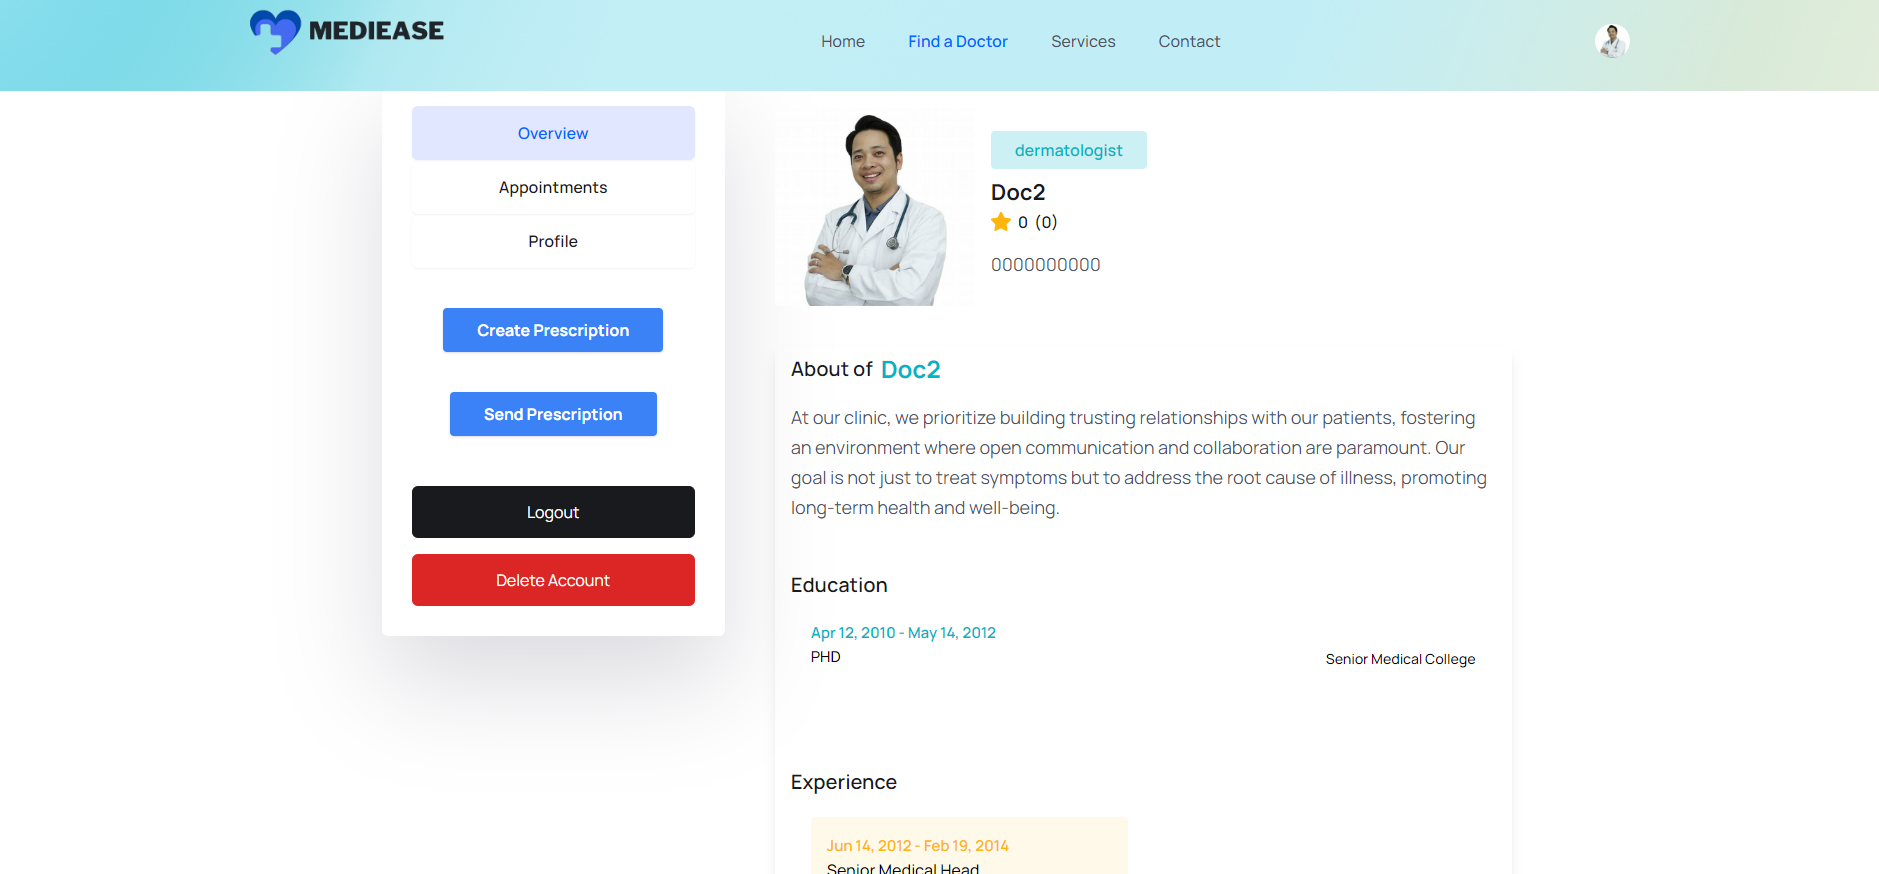 MEDIEASE
Home
Find a Doctor
Services
Contact
Overview
Appointments
Profile
Create Prescription
Send Prescription
Logout
Delete Account
dermatologist
Doc2
0 (0)
0000000000
About of Doc2
At our clinic, we prioritize building trusting relationships with our patients, fostering
an environment where open communication and collaboration are paramount. Our
goal is not just to treat symptoms but to address the root cause of illness, promoting
long-term health and well-being.
Education
Apr 12, 2010 - May 14, 2012
PHD
Senior Medical College
Experience
Jun 14, 2012 - Feb 19, 2014
Senior Medical Head